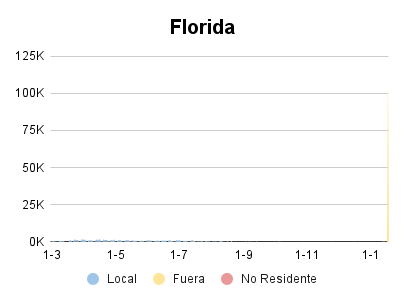 Florida
125K
100K
75K
50K
25K
0K
1-3 1-5 1-7 1-9 1-11 1-1
Local Fuera No Residente